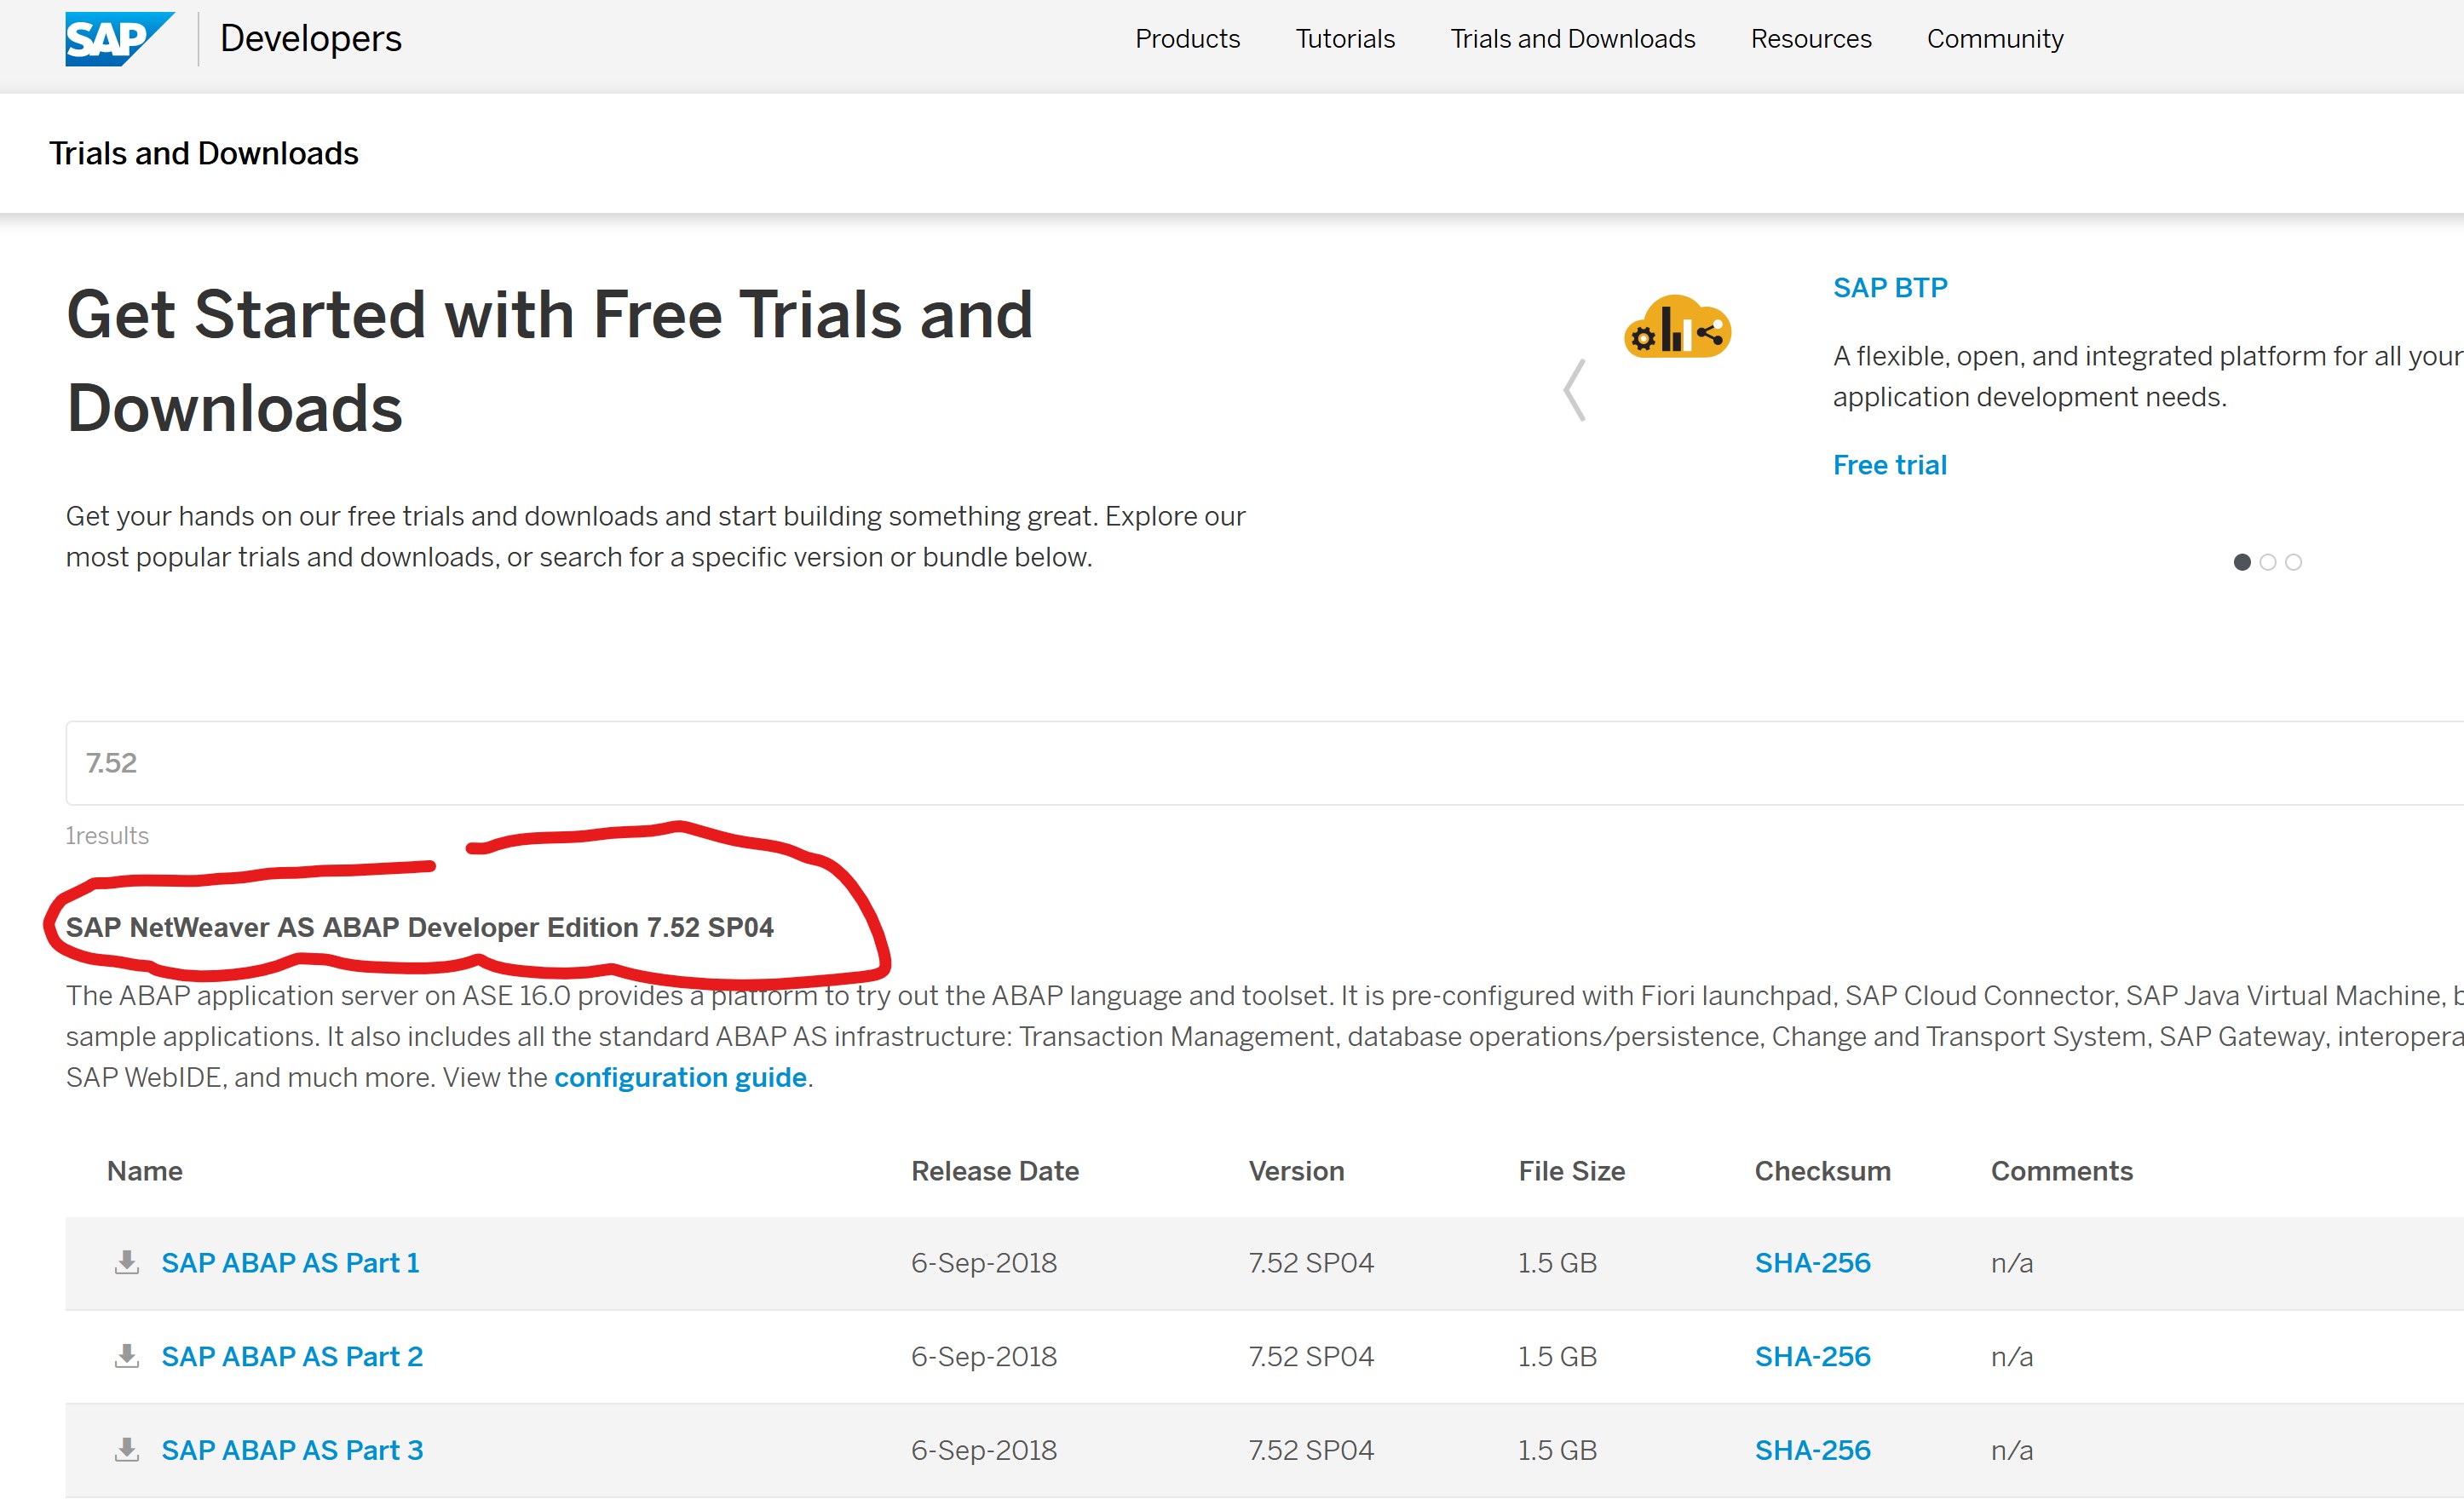 SAP Developers Products Tutorials Trials and Downloads Resources Community
Trials and Downloads
Get Started with Free Trials and
Downloads
Get your hands on our free trials and downloads and start building something great. Explore our
most popular trials and downloads, or search for a specific version or bundle below.
SAP BTP
A flexible, open, and integrated platform for all your
application development needs.
Free trial
7.52
1results
SAP NetWeaver AS ABAP Developer Edition 7.52 SP04
The ABAP application server on ASE 16.0 provides a platform to try out the ABAP language and toolset. It is pre-configured with Fiori launchpad, SAP Cloud Connector, SAP Java Virtual Machine,
sample applications. It also includes all the standard ABAP AS infrastructure: Transaction Management, database operations/persistence, Change and Transport System, SAP Gateway,
SAP WebIDE, and much more. View the configuration guide.
Name Release Date Version File Size Checksum Comments
SAP ABAP AS Part 1 6-Sep-2018 7.52 SP04 1.5 GB SHA-256 n/a
SAP ABAP AS Part 2 6-Sep-2018 7.52 SP04 1.5 GB SHA-256 n/a
SAP ABAP AS Part 3 6-Sep-2018 7.52 SP04 1.5 GB SHA-256 n/a